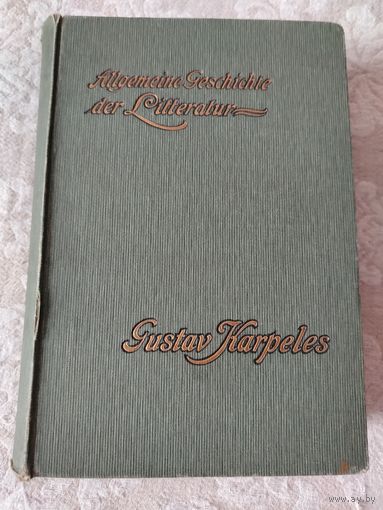 Allgemeine Geschichte
der Litteratur
Gustav Karpeles
www.ay.by